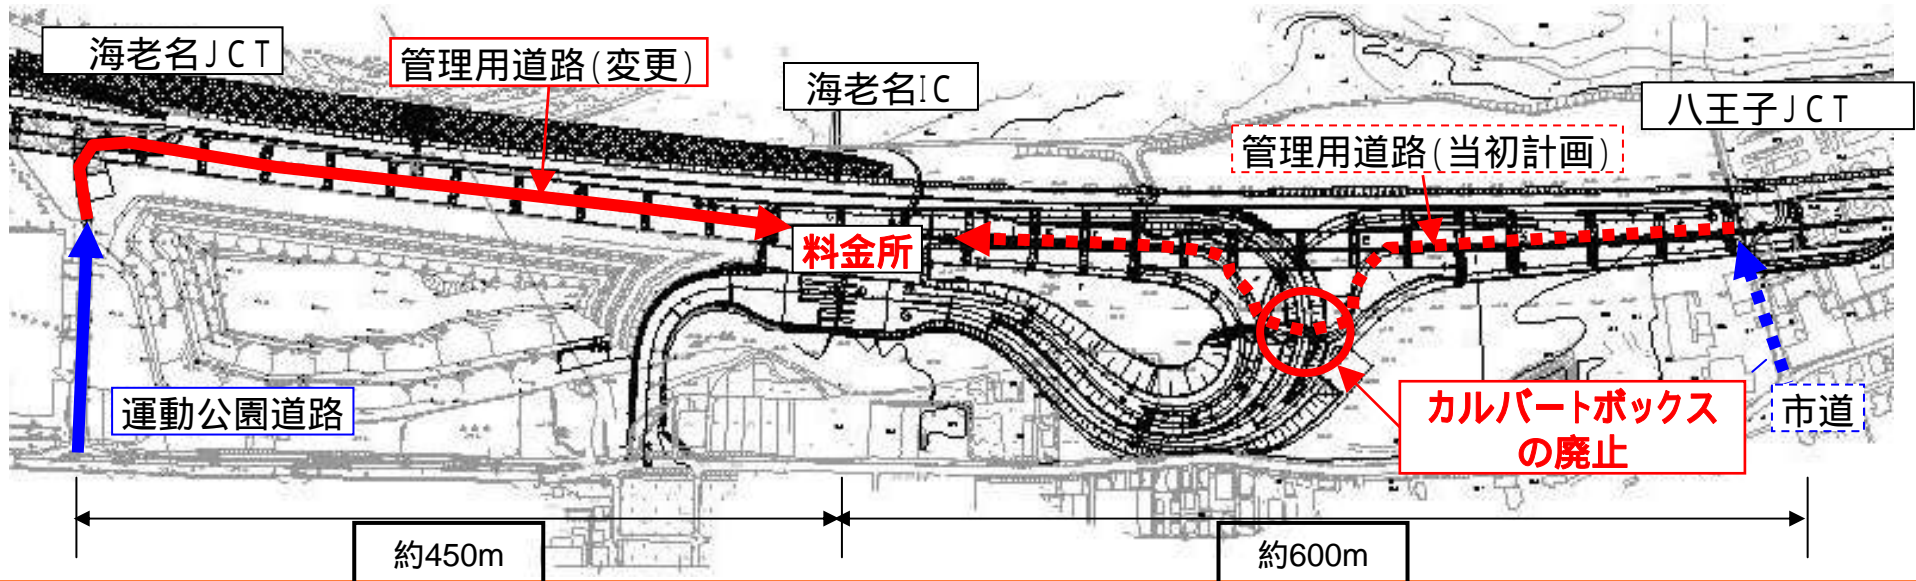 海老名JCT
管理用道路(変更)
海老名IC
八王子JCT
管理用道路(当初計画)
料金所
運動公園道路
カルバートボックス
の廃止
市道
約450m
約600m